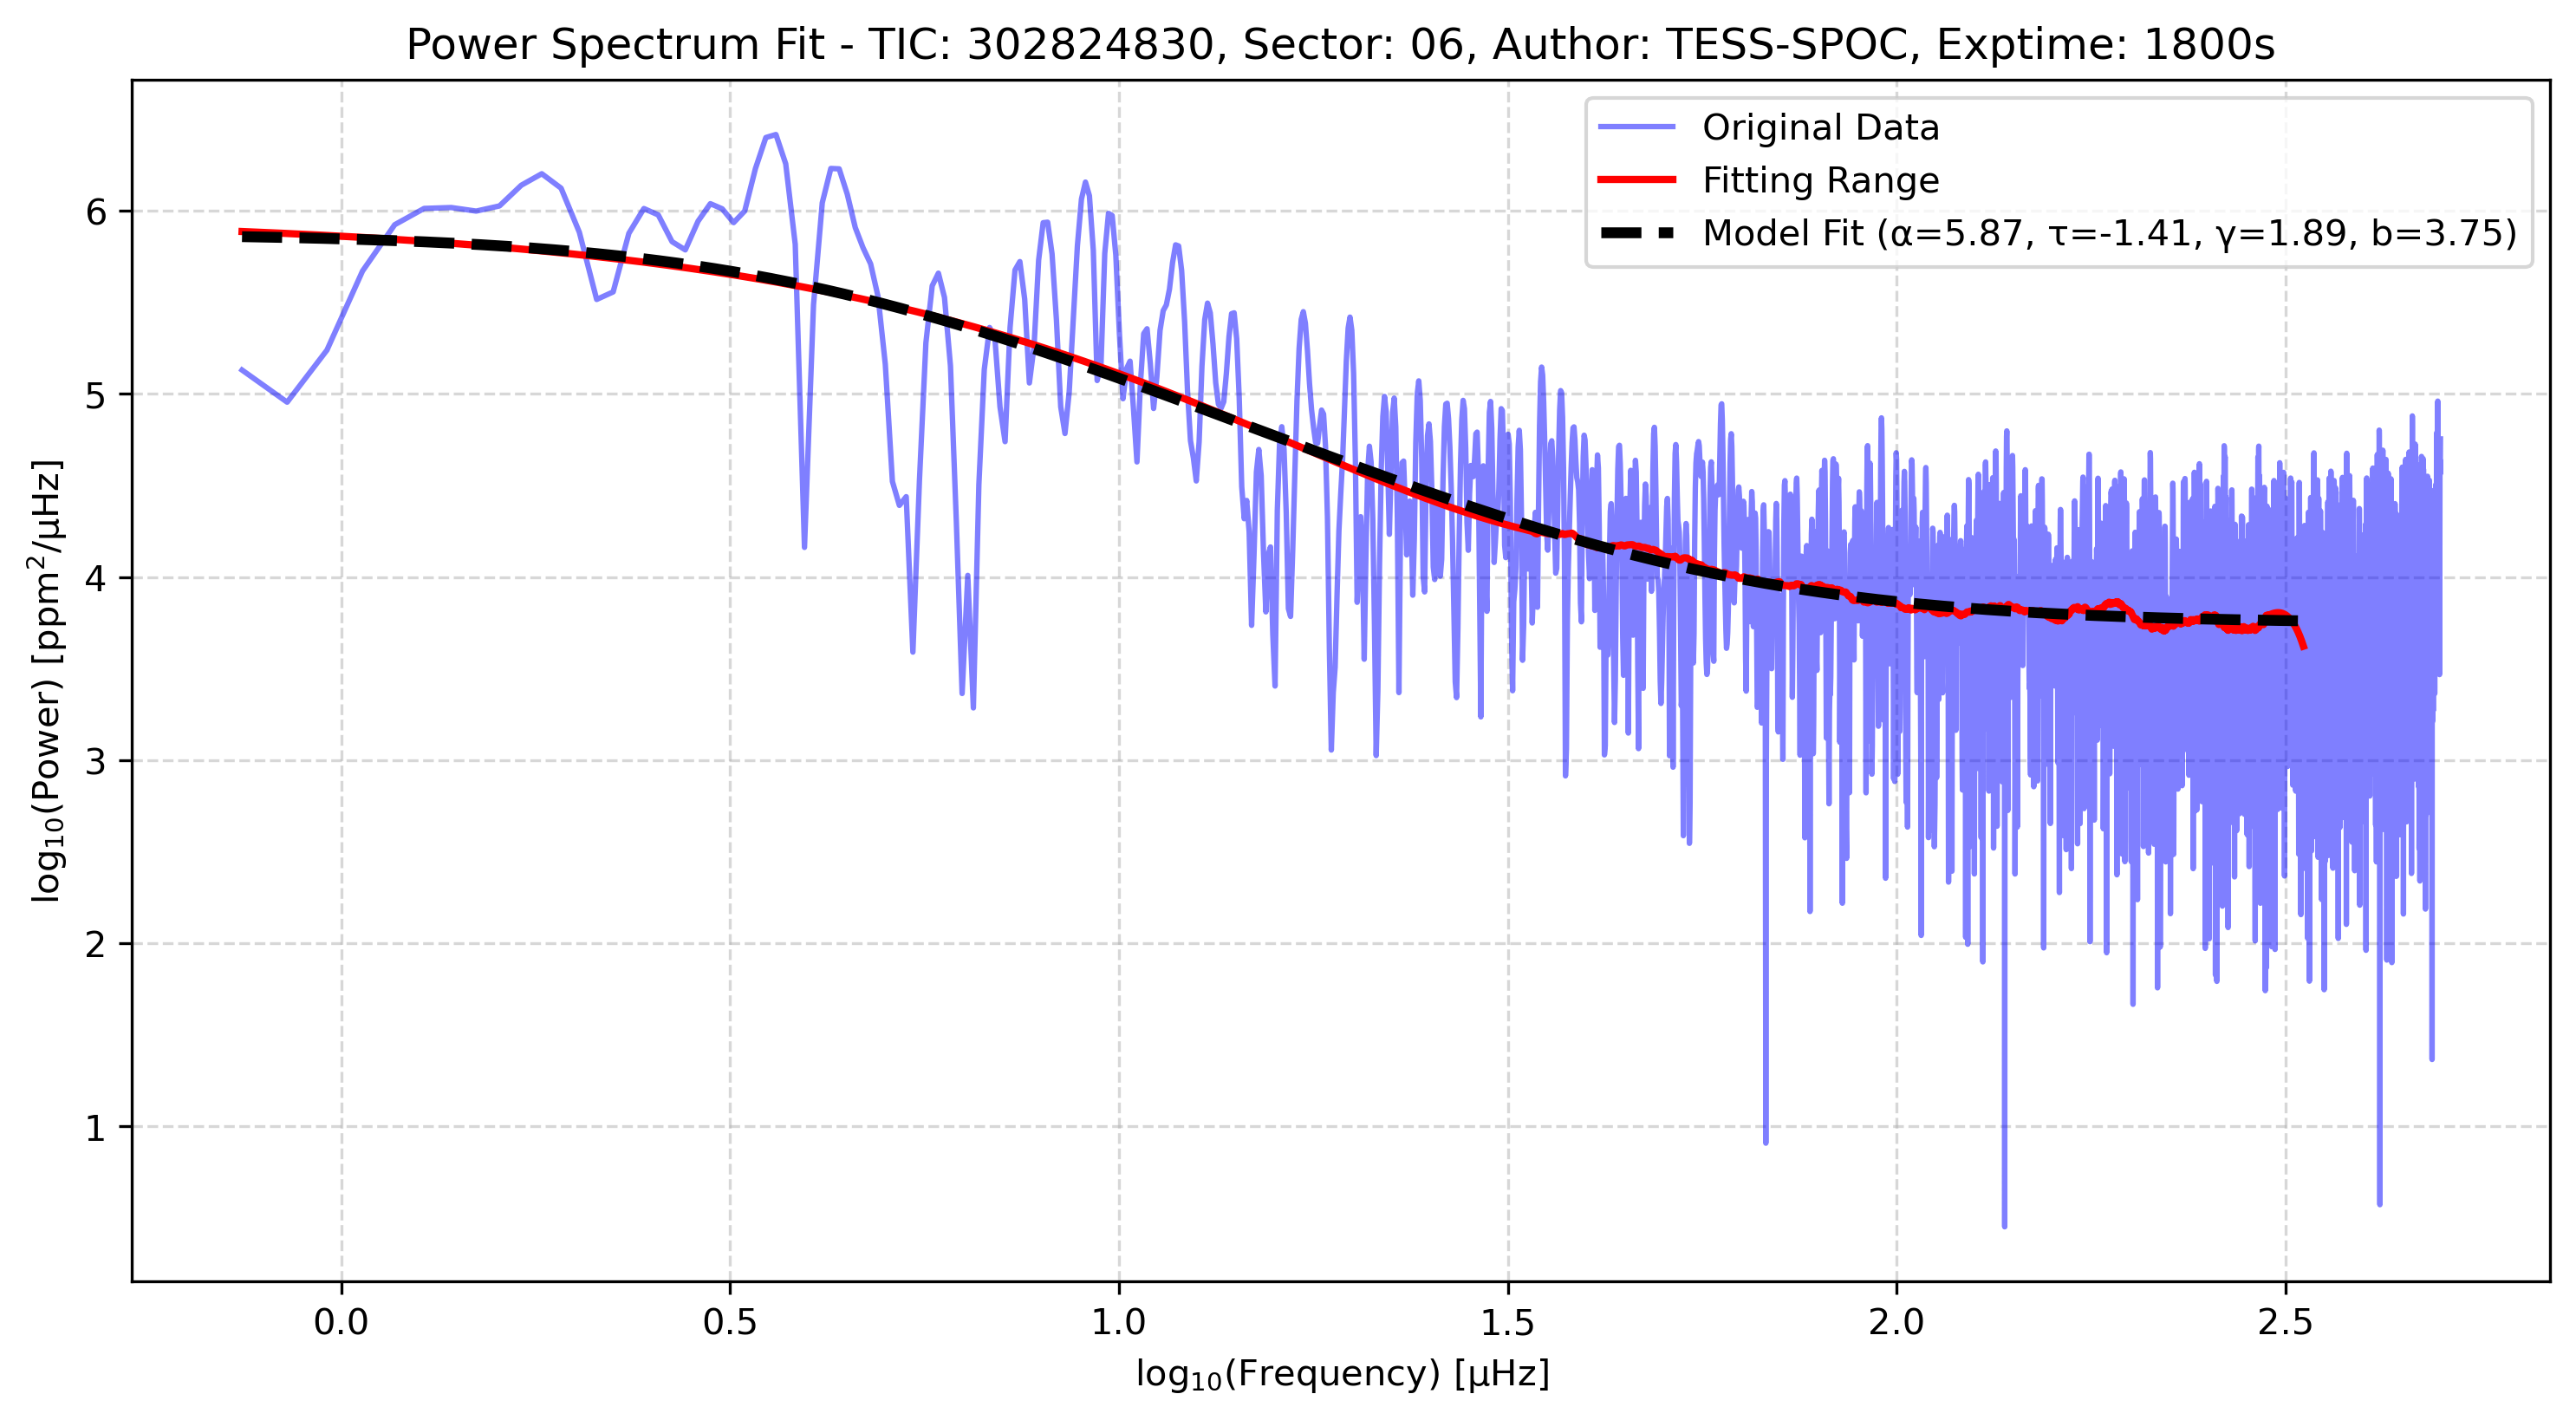 Power Spectrum Fit - TIC: 302824830, Sector: 06, Author: TESS-SPOC, Exptime: 1800s
Original Data
Fitting Range
Model Fit (α=5.87, τ=-1.41, γ=1.89, b=3.75)
log₁₀(Power) [ppm²/μHz]
6
5
4
3
2
1
0.0 0.5 1.0 1.5 2.0 2.5
log₁₀(Frequency) [μHz]